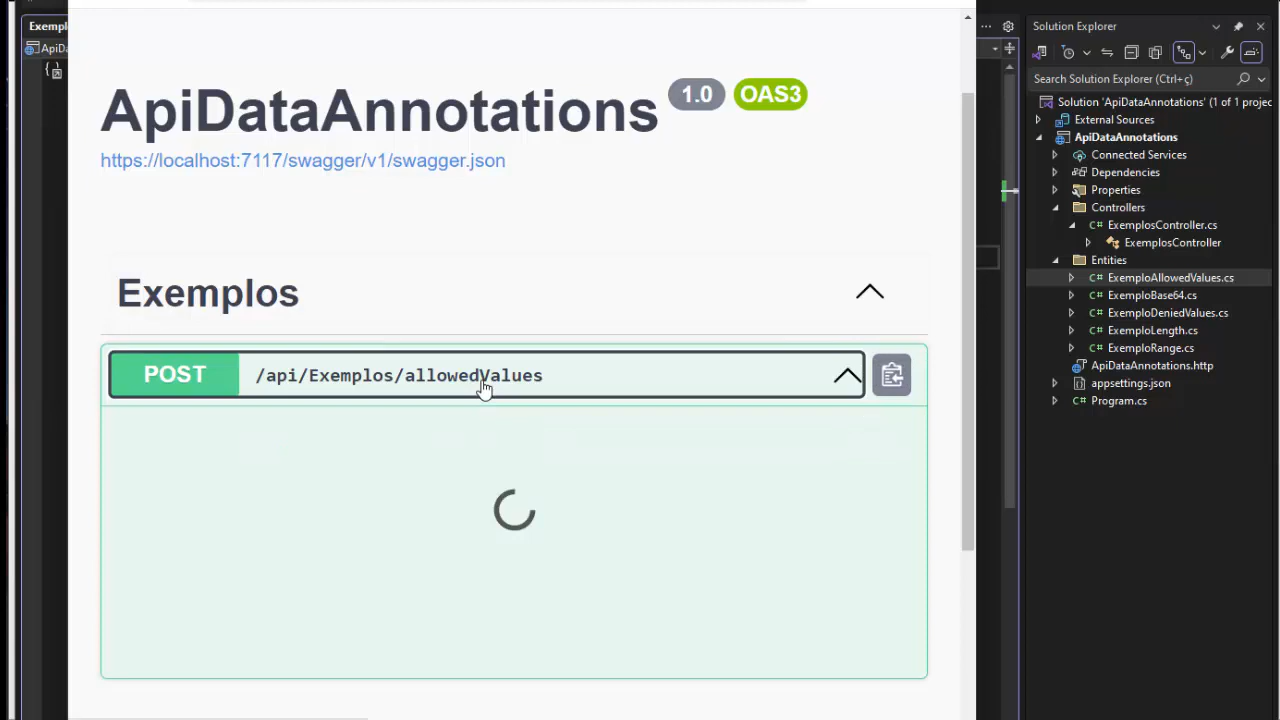 Exemplo
ApiDa
ApiDataAnnotations
1.0
OAS3
https://localhost:7117/swagger/v1/swagger.json
Exemplos
POST
/api/Exemplos/allowedValues
Solution Explorer
Search Solution Explorer (Ctrl+ç)
Solution 'ApiDataAnnotations' (1 of 1 projec
External Sources
ApiDataAnnotations
Connected Services
Dependencies
Properties
Controllers
C# ExemplosController.cs
ExemplosController
Entities
C# ExemploAllowedValues.cs
C# ExemploBase64.cs
C# ExemploDeniedValues.cs
C# ExemploLength.cs
C# ExemploRange.cs
ApiDataAnnotations.http
appsettings.json
C# Program.cs